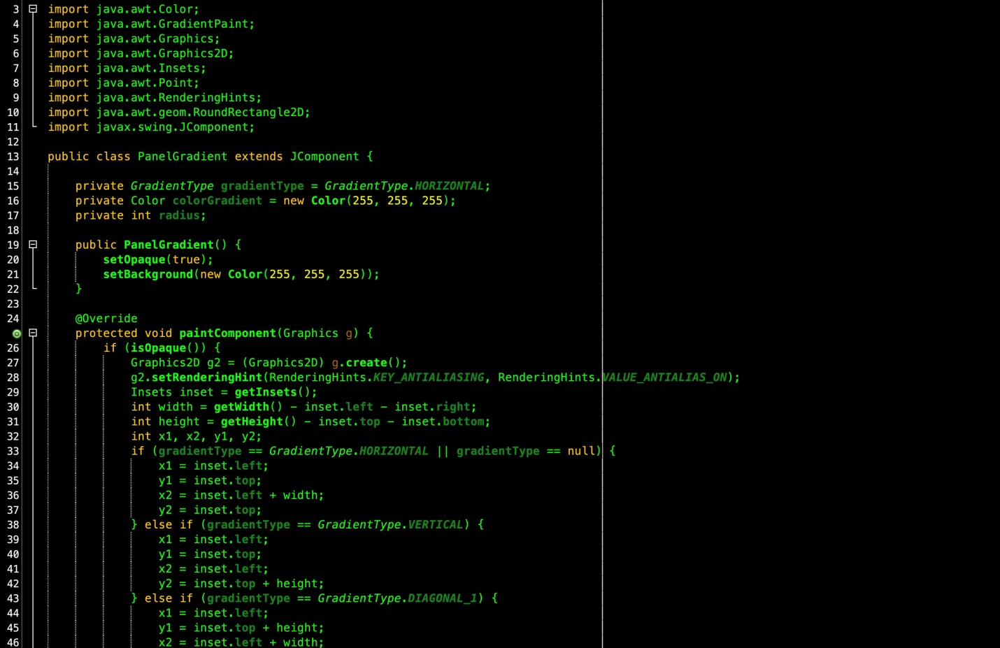 3 import java.awt.Color;
4 import java.awt.GradientPaint;
5 import java.awt.Graphics;
6 import java.awt.Graphics2D;
7 import java.awt.Insets;
8 import java.awt.Point;
9 import java.awt.RenderingHints;
10 import java.awt.geom.RoundRectangle2D;
11 import javax.swing.JComponent;
12
13 public class PanelGradient extends JComponent {
14
15     private GradientType gradientType = GradientType.HORIZONTAL;
16     private Color colorGradient = new Color(255, 255, 255);
17     private int radius;
18
19     public PanelGradient() {
20         setOpaque(true);
21         setBackground(new Color(255, 255, 255));
22     }
23
24     @Override
    protected void paintComponent(Graphics g) {
26         if (isOpaque()) {
27             Graphics2D g2 = (Graphics2D) g.create();
28             g2.setRenderingHint(RenderingHints.KEY_ANTIALIASING, RenderingHints.VALUE_ANTIALIAS_ON);
29             Insets inset = getInsets();
30             int width = getWidth() - inset.left - inset.right;
31             int height = getHeight() - inset.top - inset.bottom;
32             int x1, x2, y1, y2;
33             if (gradientType == GradientType.HORIZONTAL || gradientType == null) {
34                 x1 = inset.left;
35                 y1 = inset.top;
36                 x2 = inset.left + width;
37                 y2 = inset.top;
38             } else if (gradientType == GradientType.VERTICAL) {
39                 x1 = inset.left;
40                 y1 = inset.top;
41                 x2 = inset.left;
42                 y2 = inset.top + height;
43             } else if (gradientType == GradientType.DIAGONAL_1) {
44                 x1 = inset.left;
45                 y1 = inset.top + height;
46                 x2 = inset.left + width;